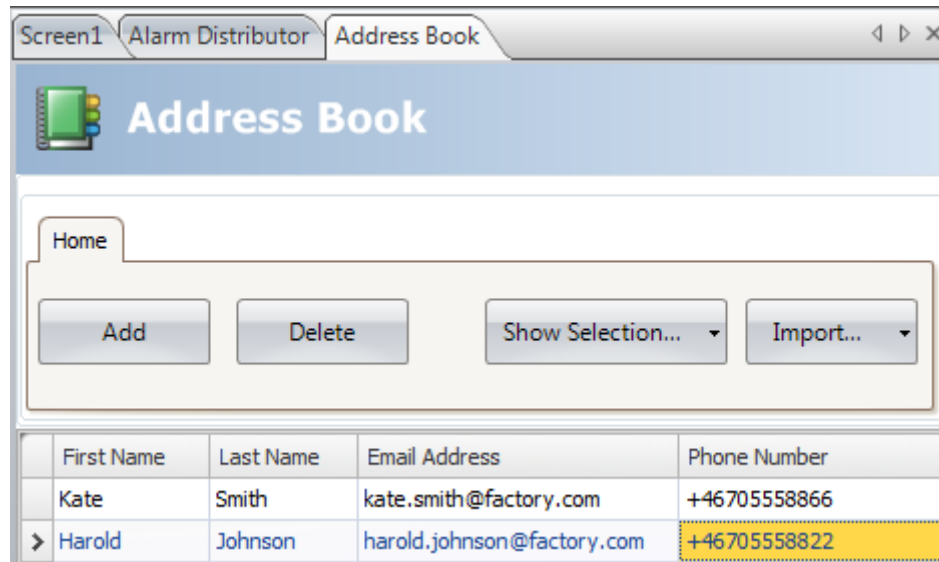 Screen1 Alarm Distributor Address Book
Address Book
Home
Add Delete Show Selection... Import...
First Name Last Name Email Address Phone Number
Kate Smith kate.smith@factory.com +46705558866
Harold Johnson harold.johnson@factory.com +46705558822